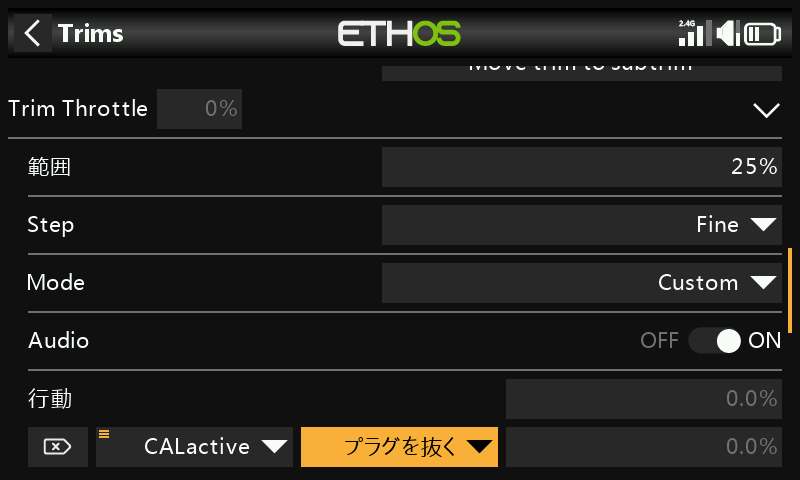 Trims ETHOS 2.4G
Move trim to subtrim
Trim Throttle 0%
範囲 25%
Step Fine
Mode Custom
Audio OFF ON
行動 0.0%
CALactive プラグを抜く 0.0%